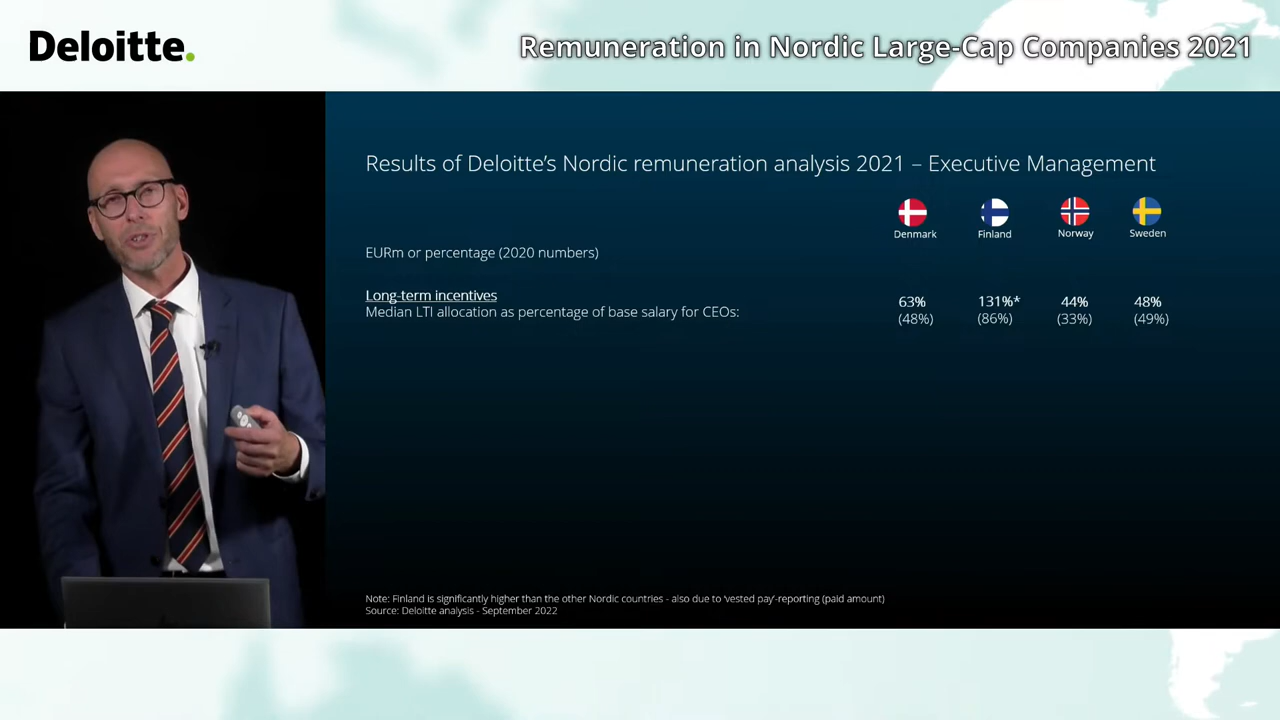 Deloitte.
Remuneration in Nordic Large-Cap Companies 2021
Results of Deloitte’s Nordic remuneration analysis 2021 – Executive Management
Denmark Finland Norway Sweden
EURm or percentage (2020 numbers)
Long-term incentives
63% 131%* 44% 48%
Median LTI allocation as percentage of base salary for CEOs:
(48%) (86%) (33%) (49%)
Note: Finland is significantly higher than the other Nordic countries - also due to ‘vested pay’-reporting (paid amount)
Source: Deloitte analysis - September 2022